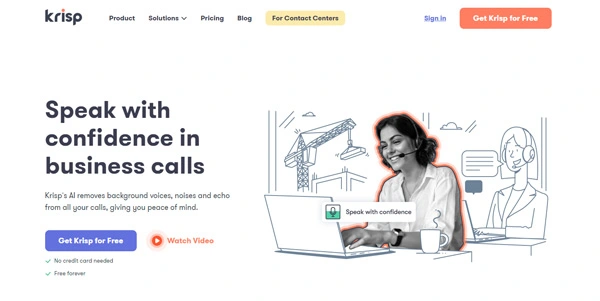 krisp
Product Solutions Pricing Blog For Contact Centers Sign in Get Krisp for Free
Speak with
confidence in
business calls
Krisp's AI removes background voices, noises and echo
from all your calls, giving you peace of mind.
Speak with confidence
Get Krisp for Free Watch Video
No credit card needed
Free forever